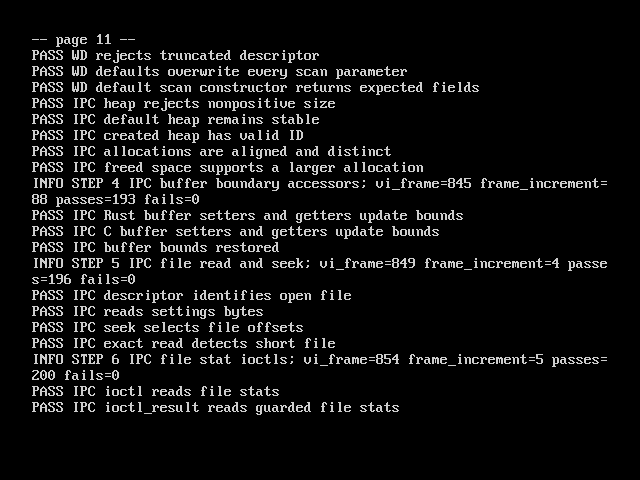 -- page 11 --
PASS WD rejects truncated descriptor
PASS WD defaults overwrite every scan parameter
PASS WD default scan constructor returns expected fields
PASS IPC heap rejects nonpositive size
PASS IPC default heap remains stable
PASS IPC created heap has valid ID
PASS IPC allocations are aligned and distinct
PASS IPC freed space supports a larger allocation
INFO STEP 4 IPC buffer boundary accessors; vi_frame=845 frame_increment=
88 passes=193 fails=0
PASS IPC Rust buffer setters and getters update bounds
PASS IPC C buffer setters and getters update bounds
PASS IPC buffer bounds restored
INFO STEP 5 IPC file read and seek; vi_frame=849 frame_increment=4 passe
s=196 fails=0
PASS IPC descriptor identifies open file
PASS IPC reads settings bytes
PASS IPC seek selects file offsets
PASS IPC exact read detects short file
INFO STEP 6 IPC file stat ioctls; vi_frame=854 frame_increment=5 passes=
200 fails=0
PASS IPC ioctl reads file stats
PASS IPC ioctl_result reads guarded file stats